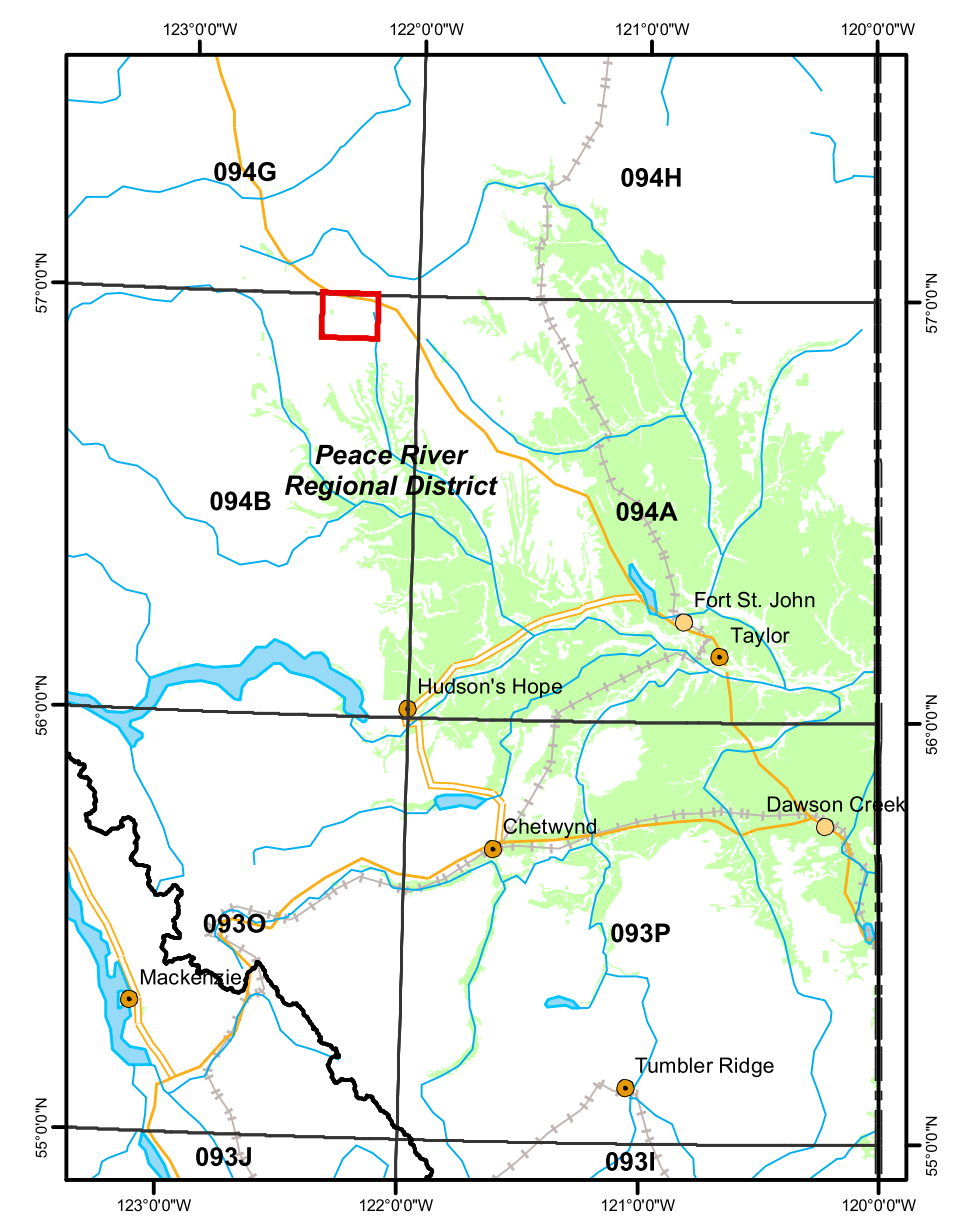 123°0'0"W
122°0'0"W
121°0'0"W
120°0'0"W
094G
094H
57°0'0"N
57°0'0"N
Peace River
Regional District
094B
094A
Fort St. John
Taylor
Hudson's Hope
56°0'0"N
56°0'0"N
Dawson Creek
Chetwynd
093O
093P
Mackenzie
Tumbler Ridge
55°0'0"N
55°0'0"N
093J
093I
123°0'0"W
122°0'0"W
121°0'0"W
120°0'0"W